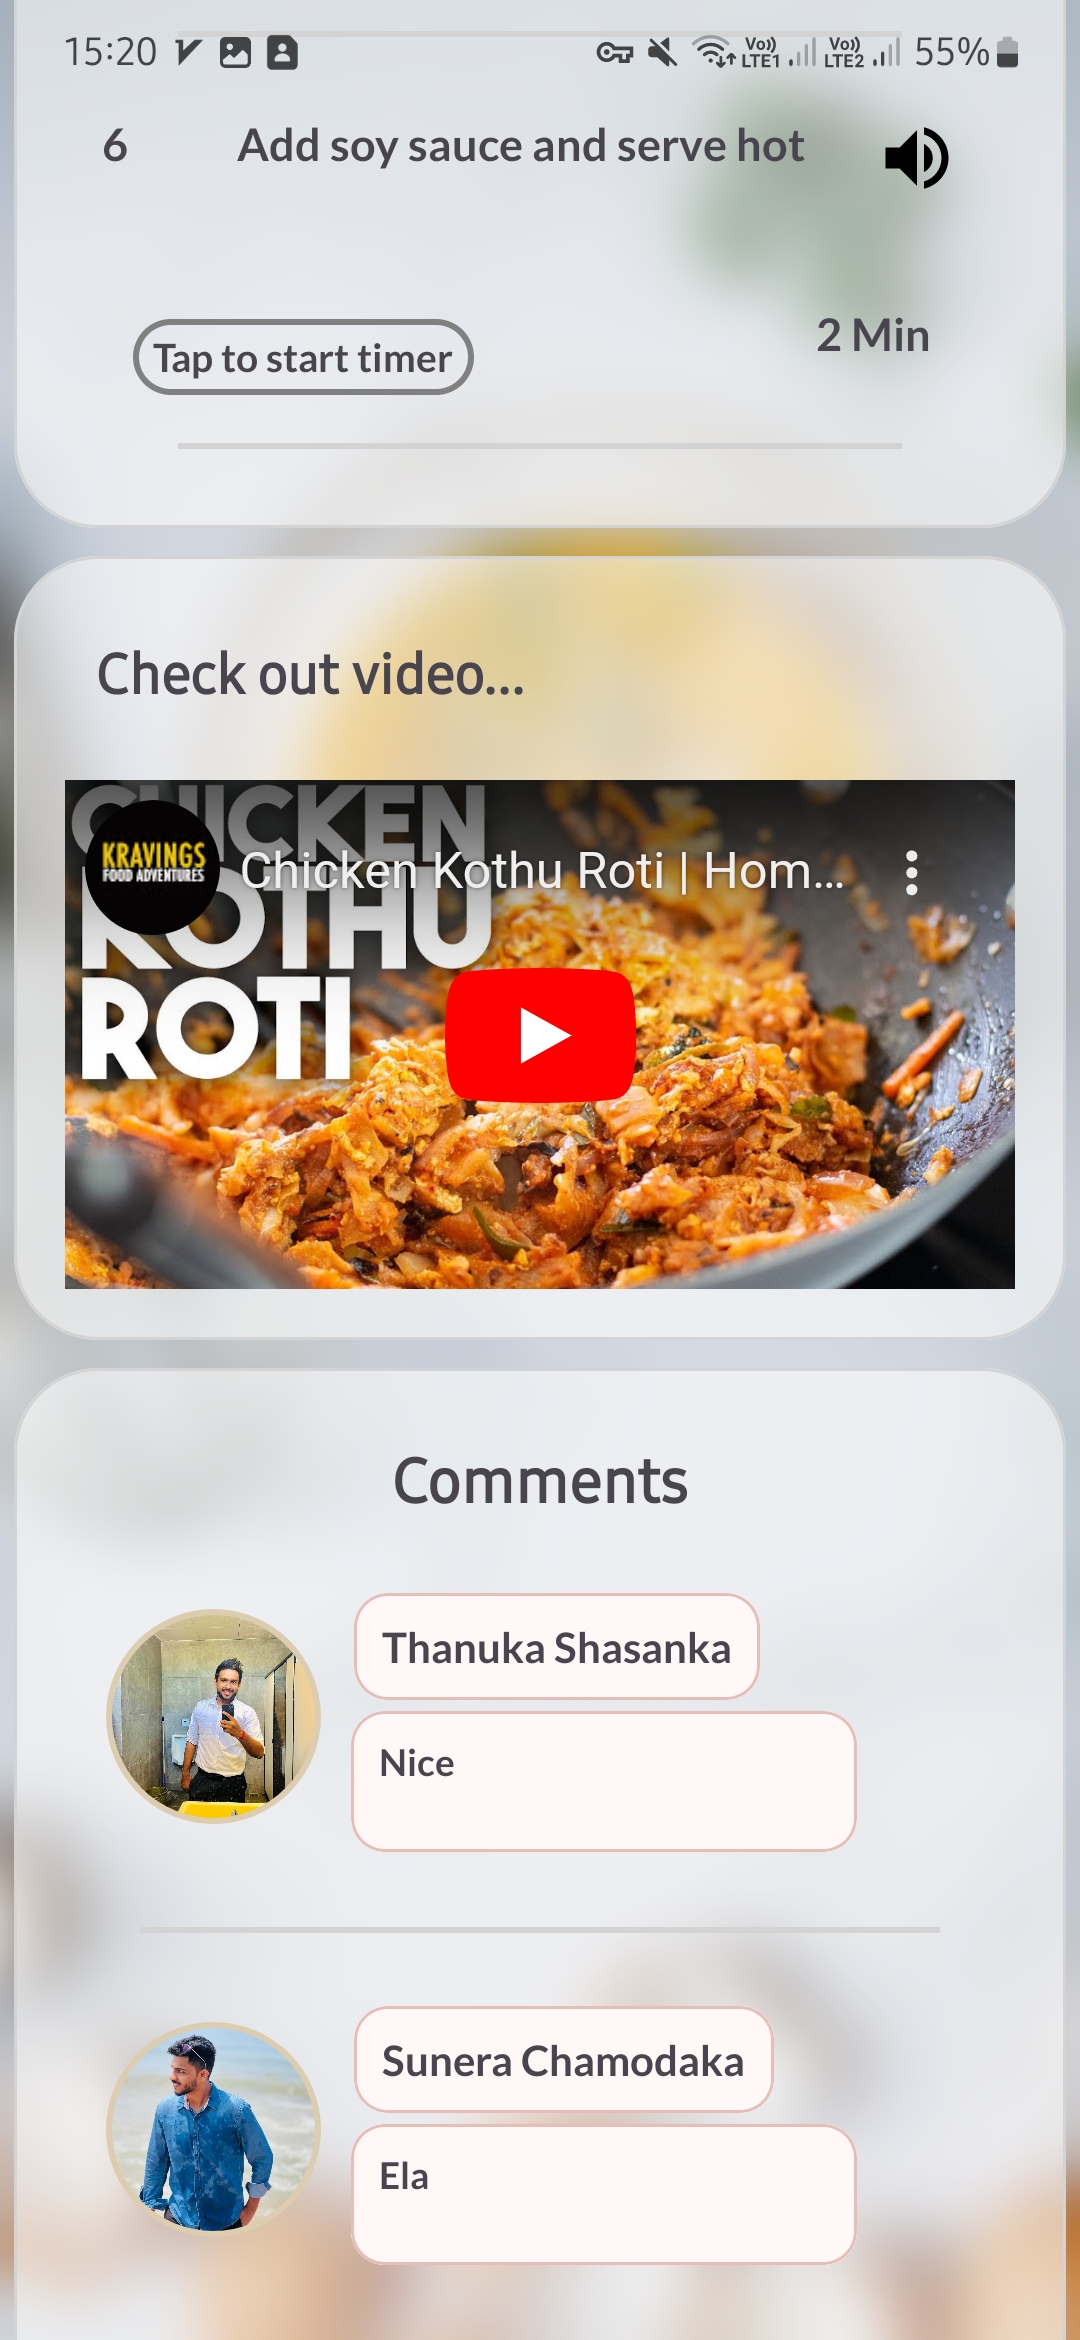 15:20
Vo))
LTE1
Vo))
LTE2
55%
6
Add soy sauce and serve hot
Tap to start timer
2 Min
Check out video...
CHICKEN
KOTHU
ROTI
KRAVINGS
FOOD ADVENTURES
Chicken Kothu Roti | Hom...
Comments
Thanuka Shasanka
Nice
Sunera Chamodaka
Ela